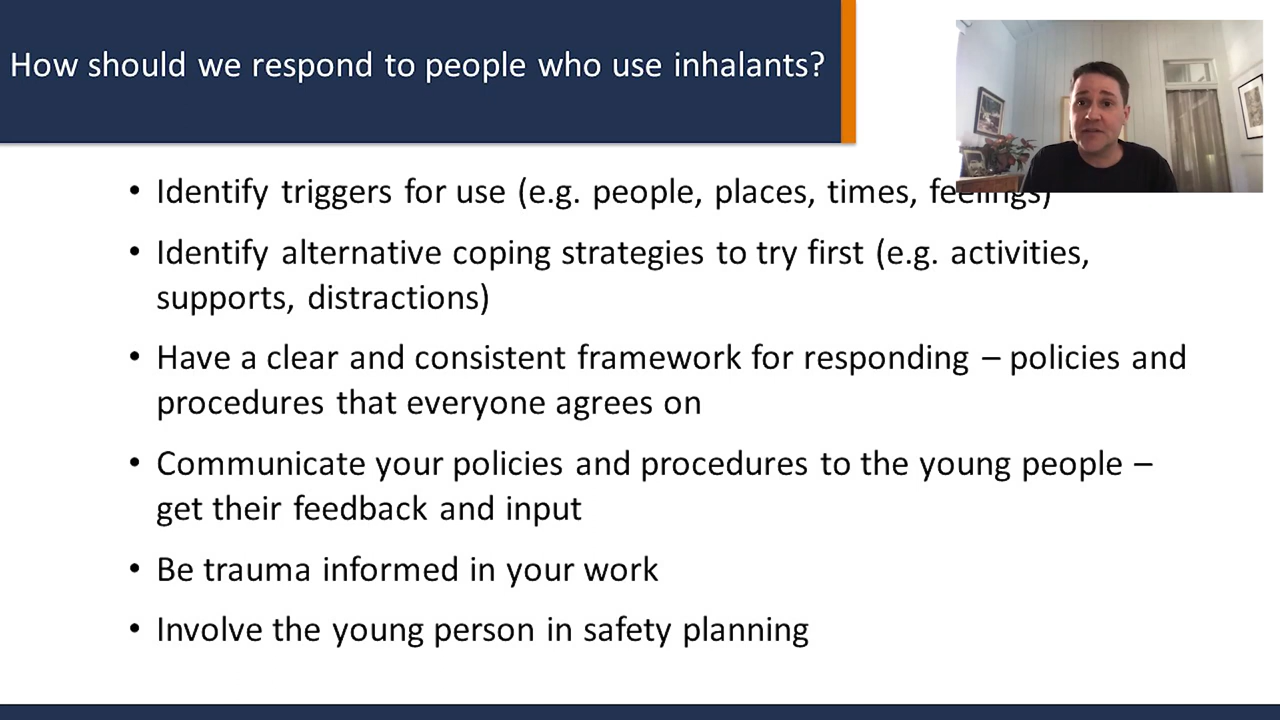 How should we respond to people who use inhalants?
• Identify triggers for use (e.g. people, places, times, feelings)
• Identify alternative coping strategies to try first (e.g. activities,
supports, distractions)
• Have a clear and consistent framework for responding – policies and
procedures that everyone agrees on
• Communicate your policies and procedures to the young people –
get their feedback and input
• Be trauma informed in your work
• Involve the young person in safety planning